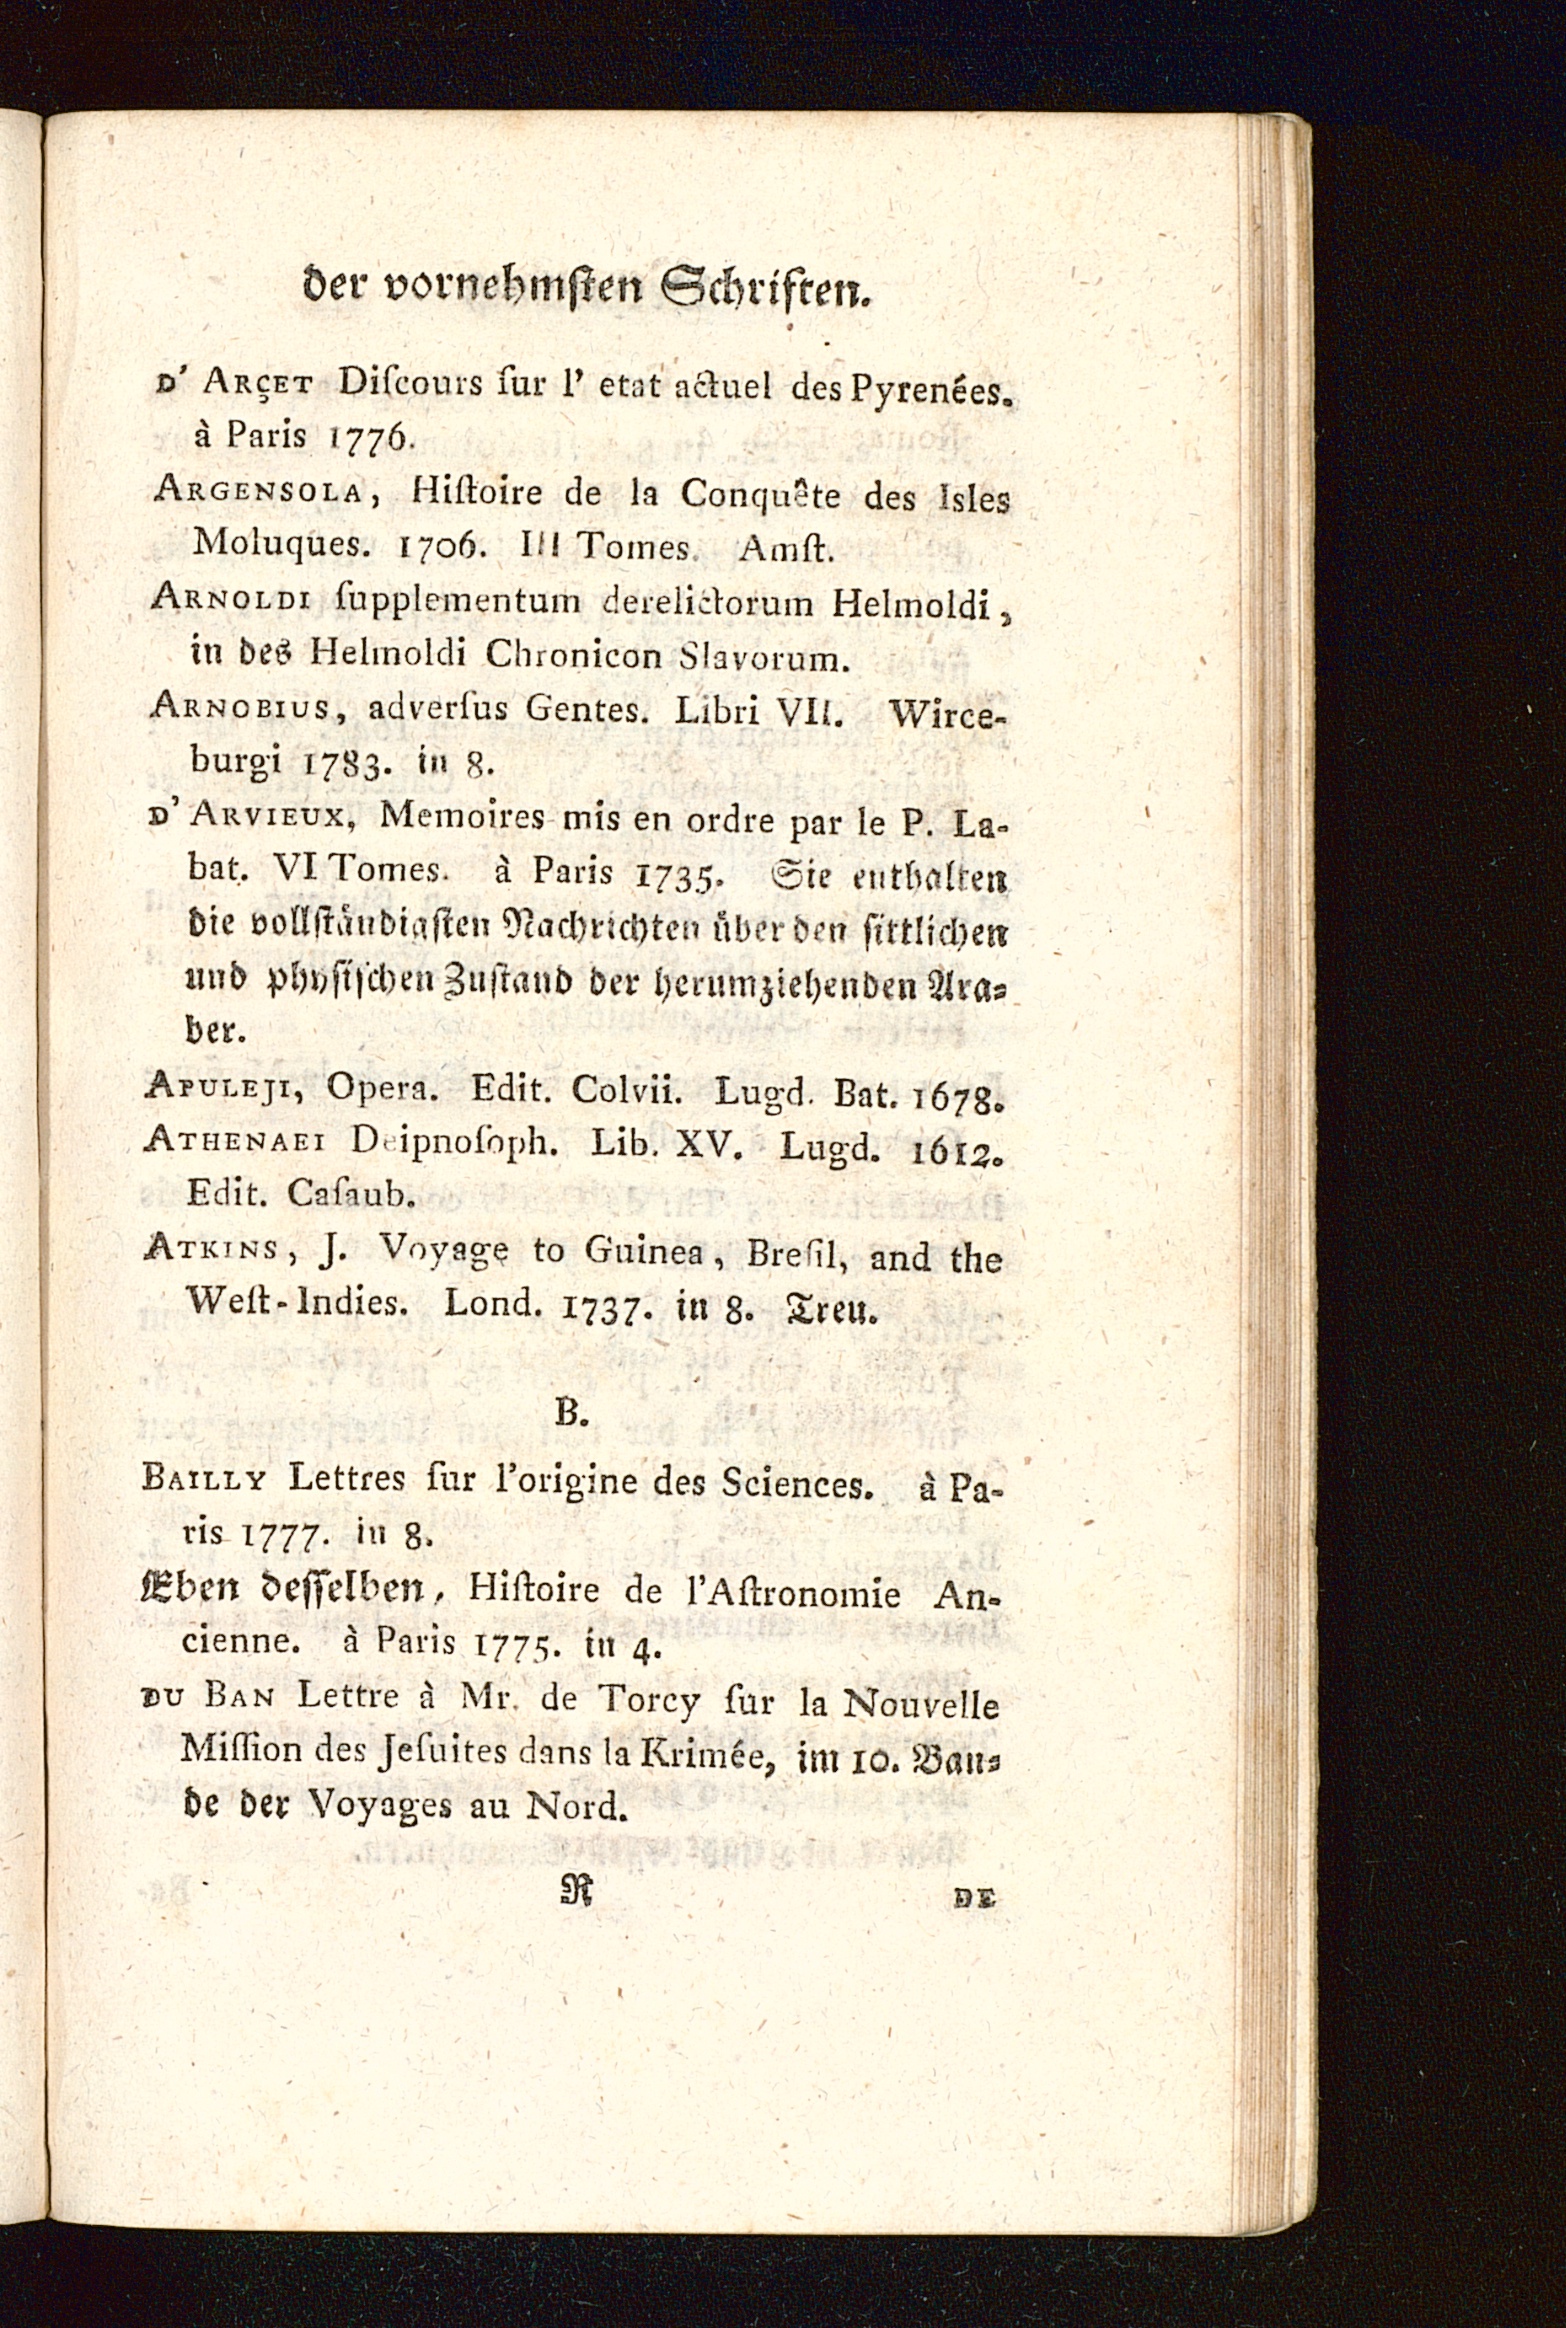 der vornehmſten Schriften.
D' ARÇET Diſcours ſur l' etat actuel des Pyrenées.
à Paris 1776.
ARGENSOLA, Hiſtoire de la Conquête des Isles
Moluques. 1706. III Tomes. Amſt.
ARNOLDI ſupplementum derelictorum Helmoldi,
in des Helmoldi Chronicon Slavorum.
ARNOBIUS, adverſus Gentes. Libri VII. Wirce-
burgi 1783. in 8.
D' ARVIEUX, Memoires mis en ordre par le P. La-
bat. VI Tomes. à Paris 1735. Sie enthalten
die vollſtändigſten Nachrichten über den ſittlichen
und phyſiſchen Zuſtand der herumziehenden Ara-
ber.
APULEJI, Opera. Edit. Colvii. Lugd. Bat. 1678.
ATHENAEI Deipnoſoph. Lib. XV. Lugd. 1612.
Edit. Caſaub.
ATKINS, J. Voyage to Guinea, Breſil, and the
Weſt-Indies. Lond. 1737. in 8. Treu.
B.
BAILLY Lettres ſur l'origine des Sciences. à Pa-
ris 1777. in 8.
Eben deſſelben, Hiſtoire de l'Aſtronomie An-
cienne. à Paris 1775. in 4.
DU BAN Lettre à Mr. de Torcy ſur la Nouvelle
Miſſion des Jeſuites dans la Krimée, im 10. Ban-
de der Voyages au Nord.
R DE